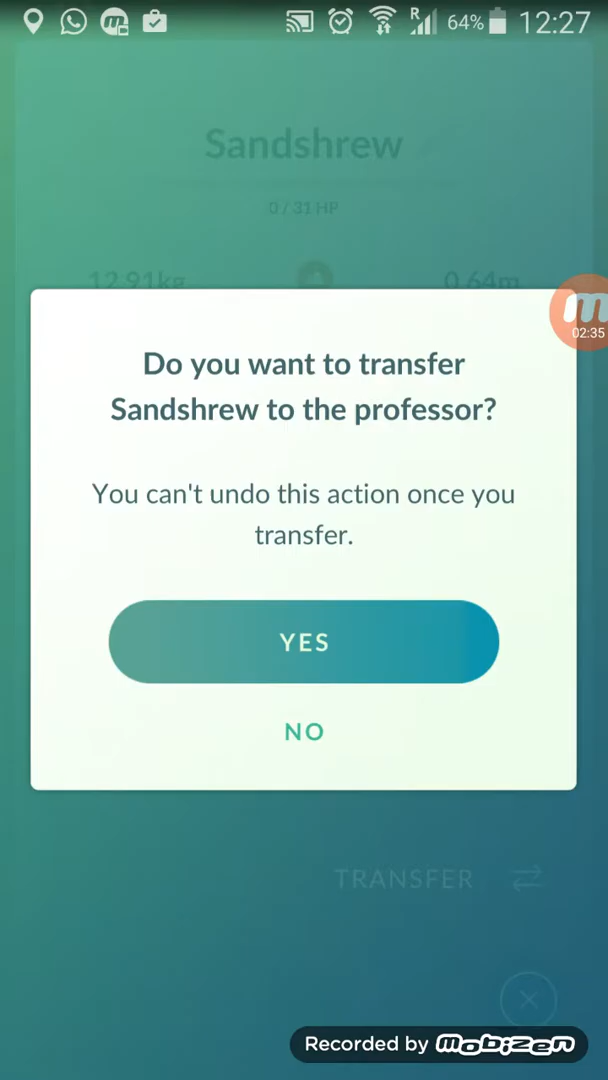 R 64% 12:27
Sandshrew
0 / 31 HP
12.91kg 0.64m
02:35
Do you want to transfer
Sandshrew to the professor?
You can't undo this action once you
transfer.
YES
NO
TRANSFER
Recorded by mobizen